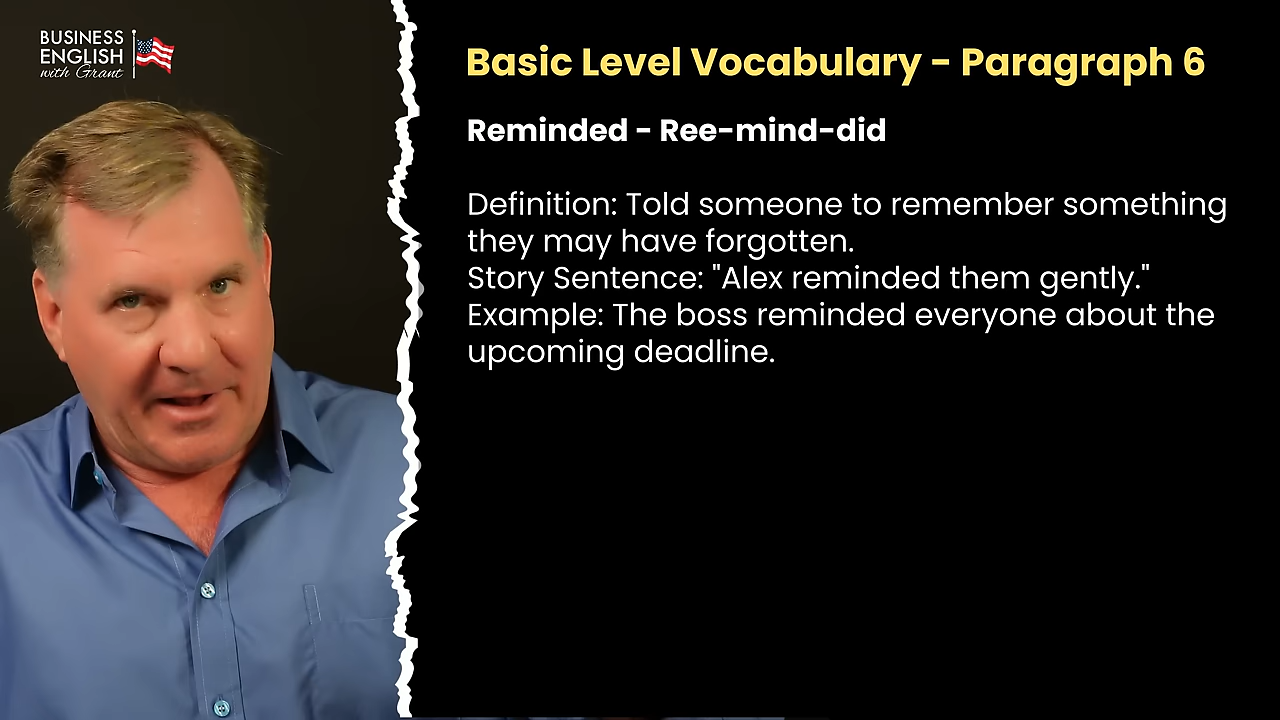 BUSINESS
ENGLISH
with Grant
Basic Level Vocabulary - Paragraph 6
Reminded - Ree-mind-did
Definition: Told someone to remember something
they may have forgotten.
Story Sentence: "Alex reminded them gently."
Example: The boss reminded everyone about the
upcoming deadline.